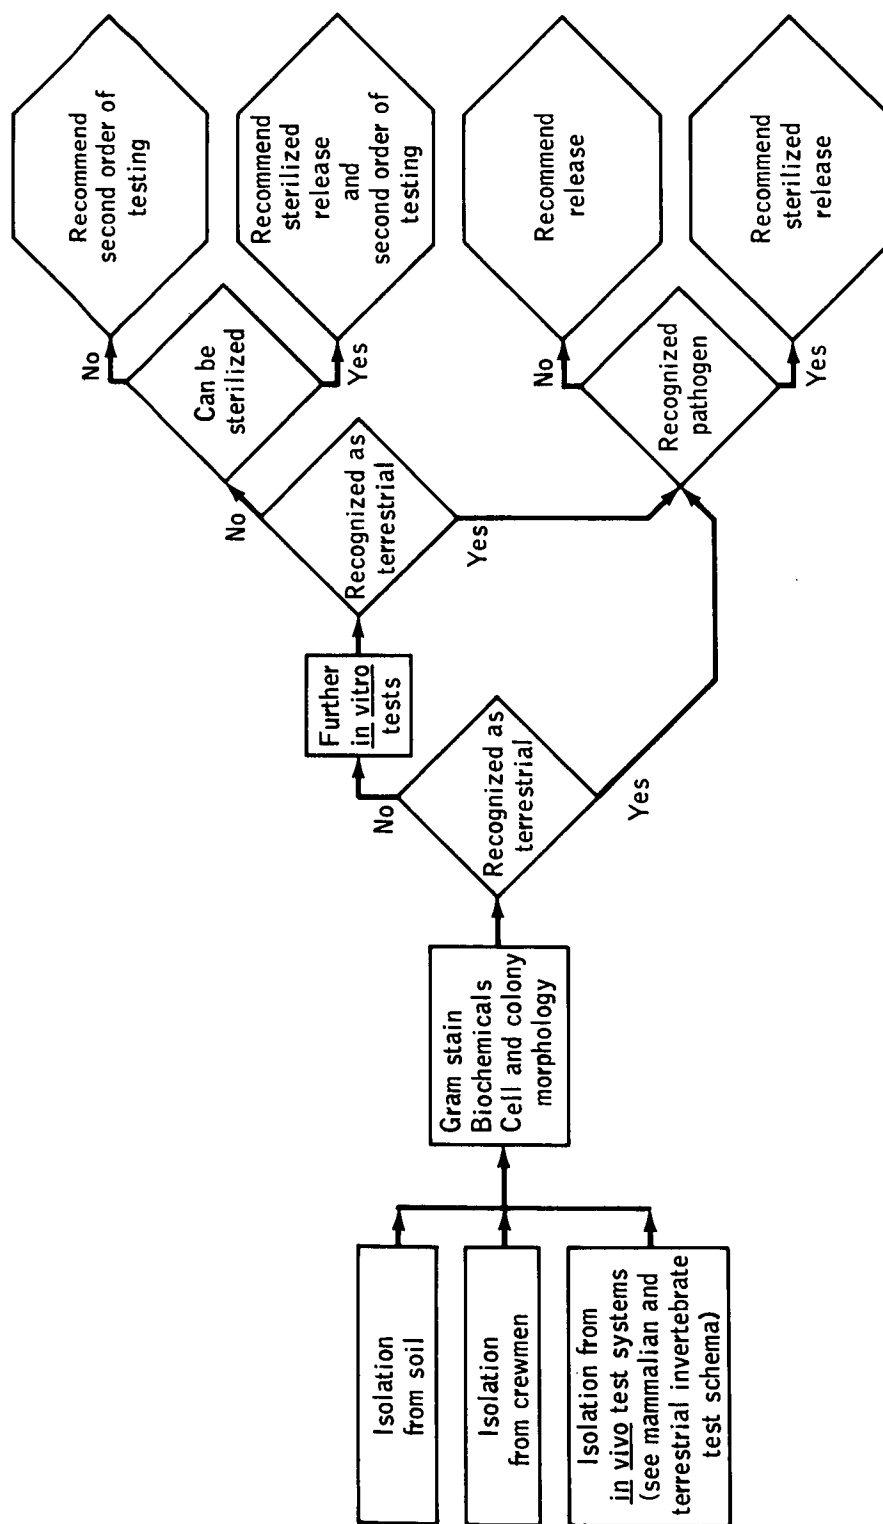 Isolation
from soil
Isolation
from crewmen
Isolation from
in vivo test systems
(see mammalian and
terrestrial invertebrate
test schema)
Gram stain
Biochemicals
Cell and colony
morphology
Recognized as
terrestrial
No
Yes
Further
in vitro
tests
Recognized as
terrestrial
No
Yes
Can be
sterilized
No
Yes
Recognized
pathogen
No
Yes
Recommend
second order of
testing
Recommend
sterilized
release
and
second order of
testing
Recommend
release
Recommend
sterilized
release